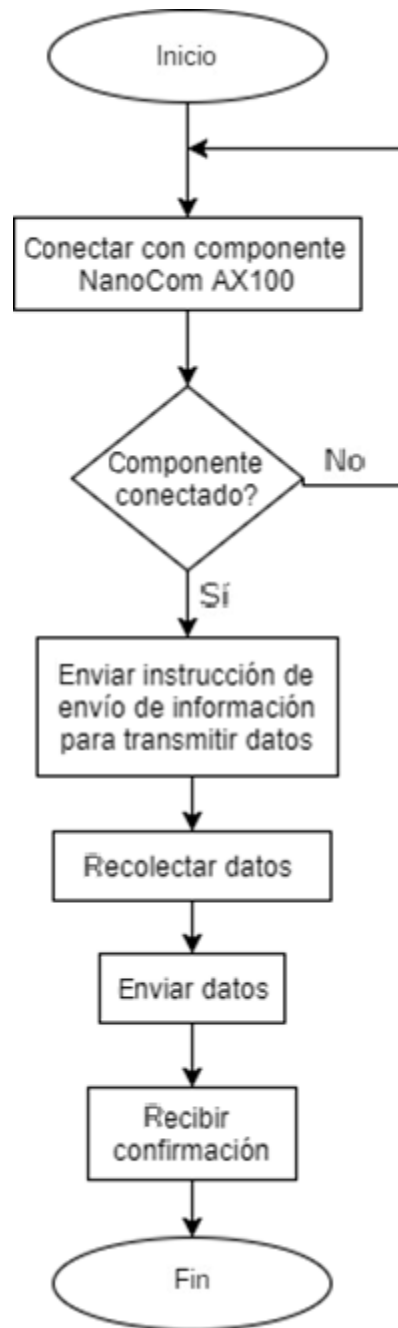 Inicio
Conectar con componente
NanoCom AX100
Componente
conectado?
No
Sí
Enviar instrucción de
envío de información
para transmitir datos
Recolectar datos
Enviar datos
Recibir
confirmación
Fin